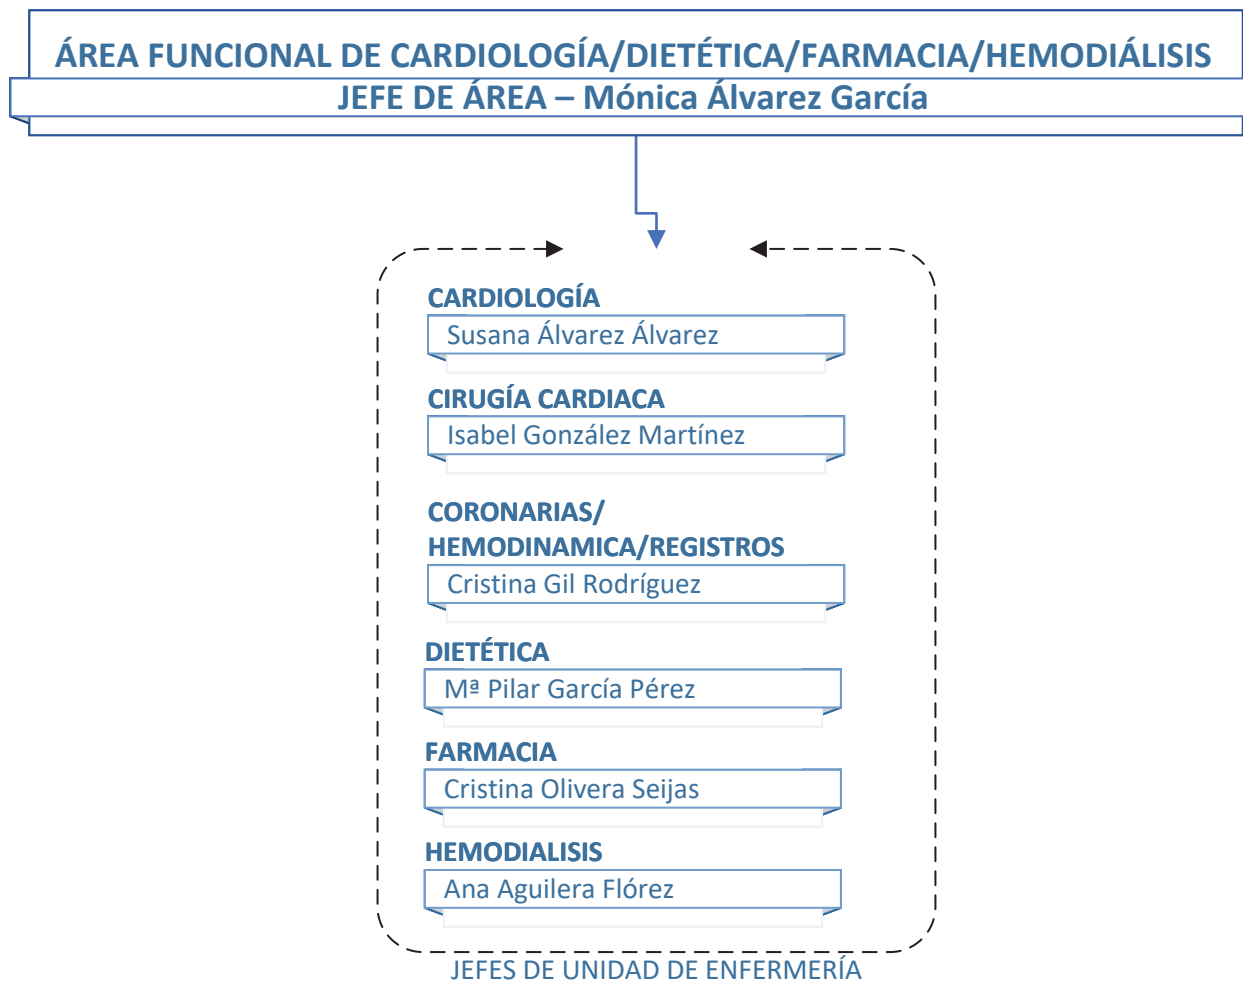 ÁREA FUNCIONAL DE CARDIOLOGÍA/DIETÉTICA/FARMACIA/HEMODIÁLISIS
JEFE DE ÁREA – Mónica Álvarez García
CARDIOLOGÍA
Susana Álvarez Álvarez
CIRUGÍA CARDIACA
Isabel González Martínez
CORONARIAS/
HEMODINAMICA/REGISTROS
Cristina Gil Rodríguez
DIETÉTICA
Mª Pilar García Pérez
FARMACIA
Cristina Olivera Seijas
HEMODIALISIS
Ana Aguilera Flórez
JEFES DE UNIDAD DE ENFERMERÍA